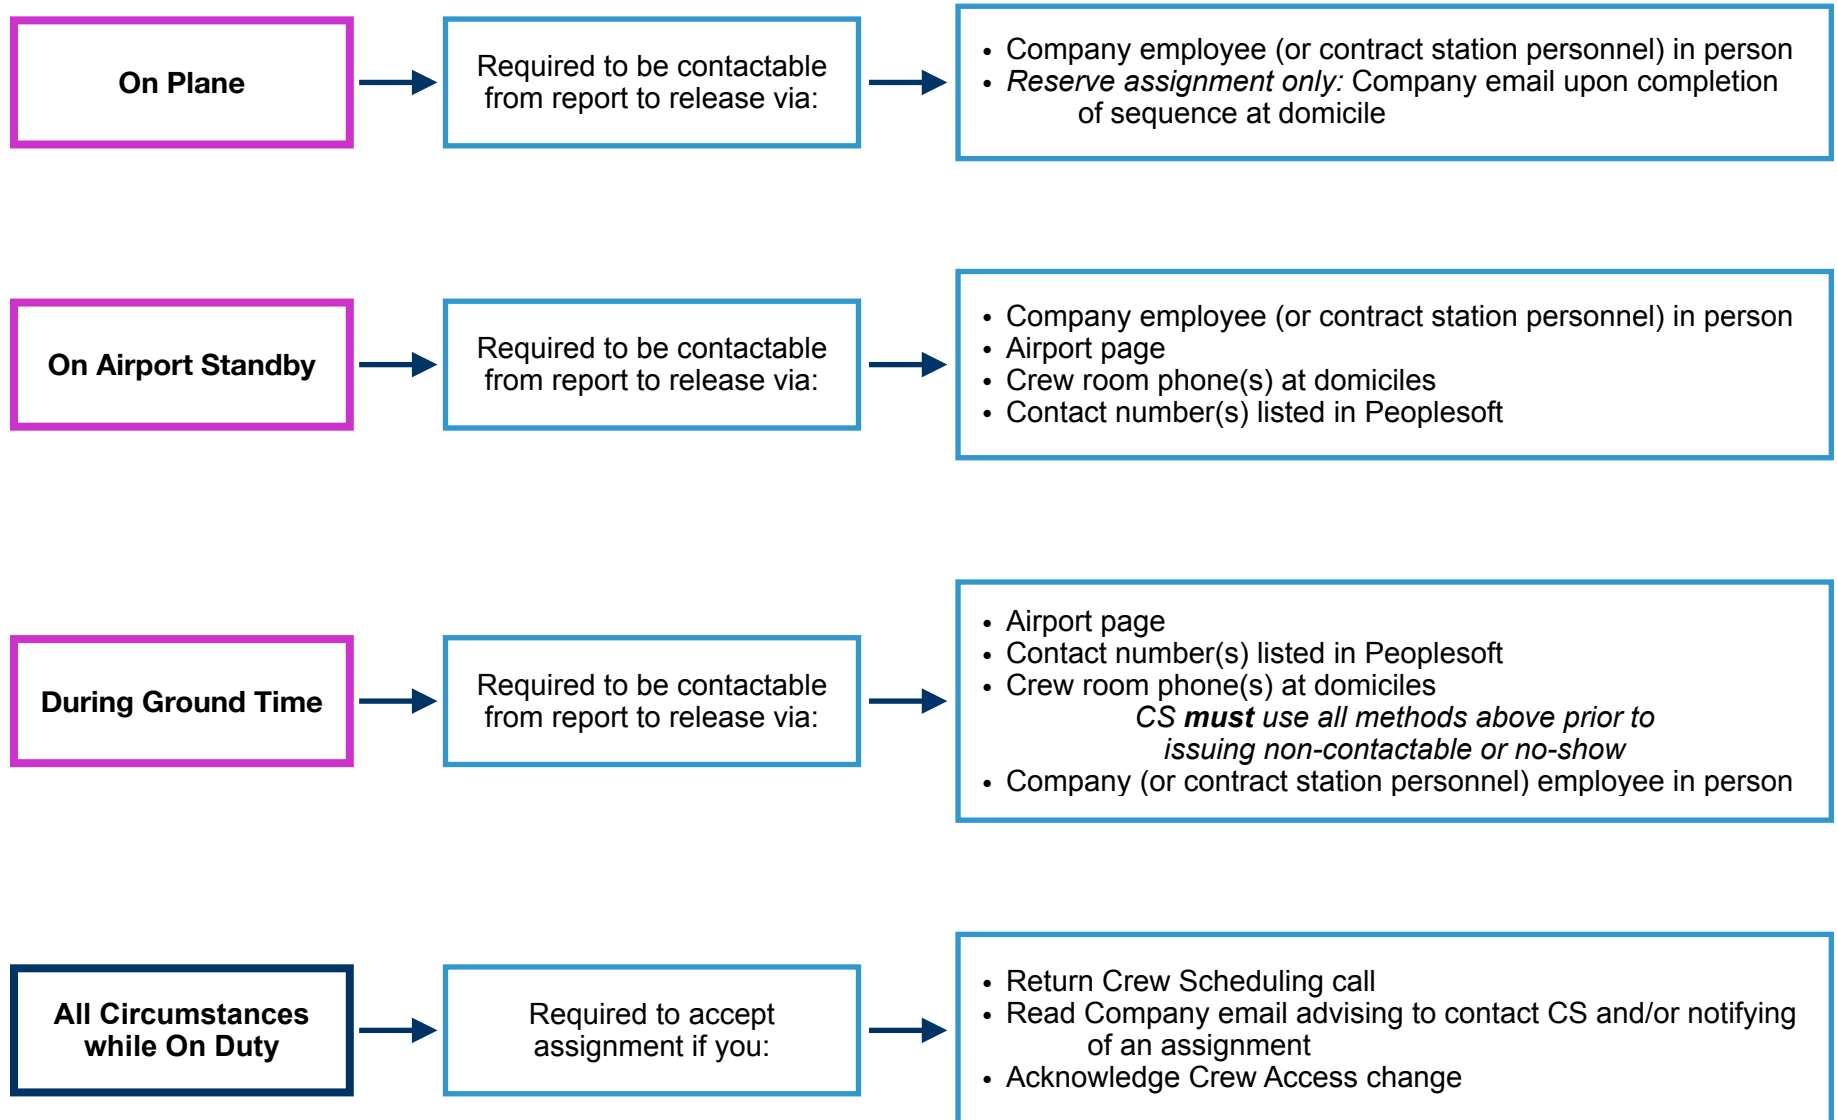 On Plane
Required to be contactable
from report to release via:
• Company employee (or contract station personnel) in person
• Reserve assignment only: Company email upon completion
of sequence at domicile
On Airport Standby
Required to be contactable
from report to release via:
• Company employee (or contract station personnel) in person
• Airport page
• Crew room phone(s) at domiciles
• Contact number(s) listed in Peoplesoft
During Ground Time
Required to be contactable
from report to release via:
• Airport page
• Contact number(s) listed in Peoplesoft
• Crew room phone(s) at domiciles
CS must use all methods above prior to
issuing non-contactable or no-show
• Company (or contract station personnel) employee in person
All Circumstances
while On Duty
Required to accept
assignment if you:
• Return Crew Scheduling call
• Read Company email advising to contact CS and/or notifying
of an assignment
• Acknowledge Crew Access change